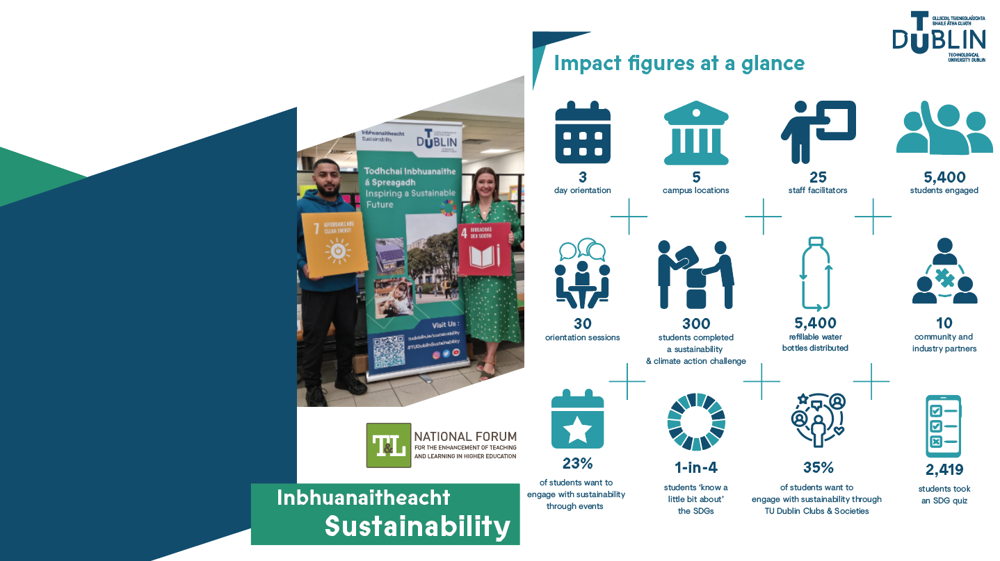 ÓLLSCOIL TEICNEOLAÍOCHTA
BHAILE ÁTHA CLIATH
TU DUBLIN
TECHNOLOGICAL
UNIVERSITY DUBLIN
Impact figures at a glance
3
day orientation
5
campus locations
25
staff facilitators
5,400
students engaged
30
orientation sessions
300
students completed
a sustainability
& climate action challenge
5,400
refillable water
bottles distributed
10
community and
industry partners
23%
of students want to
engage with sustainability
through events
1-in-4
students ‘know a
little bit about’
the SDGs
35%
of students want to
engage with sustainability through
TU Dublin Clubs & Societies
2,419
students took
an SDG quiz
Inbhuanaitheacht
Sustainability
TU DUBLIN
Todhchaí Inbhuanaithe
á Spreagadh
Inspiring a Sustainable
Future
7 AFFORDABLE AND
CLEAN ENERGY
4 OIDEACHAS
DEN SCOTH
Visit Us :
tudublin.ie/sustainability
#TUDublinSustainability
T&L
NATIONAL FORUM
FOR THE ENHANCEMENT OF TEACHING
AND LEARNING IN HIGHER EDUCATION
Inbhuanaitheacht
Sustainability